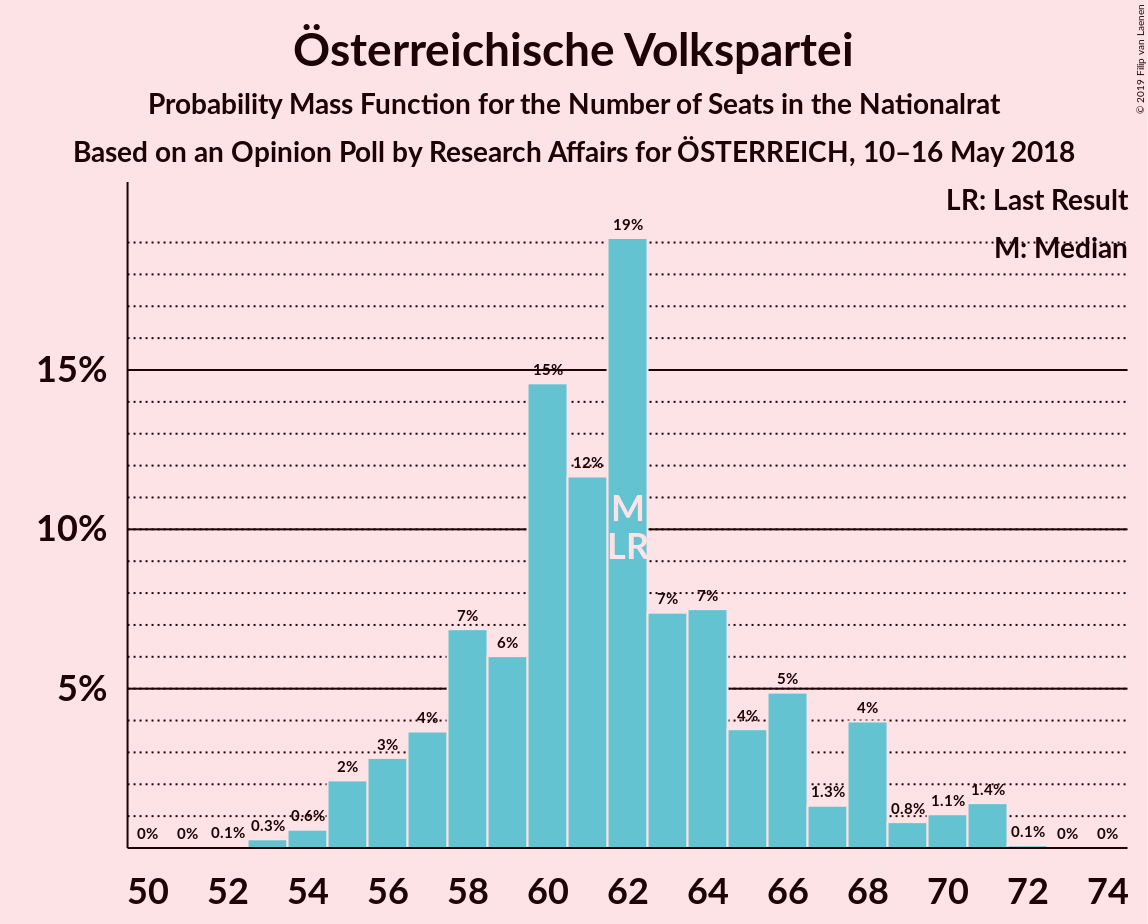 Österreichische Volkspartei
Probability Mass Function for the Number of Seats in the Nationalrat
Based on an Opinion Poll by Research Affairs for ÖSTERREICH, 10–16 May 2018
© 2019 Filip van Laenen
LR: Last Result
M: Median
15%
10%
5%
0% 0% 0.1% 0.3% 0.6% 2% 3% 4% 7% 6% 15% 12% 19% 7% 7% 4% 5% 1.3% 4% 0.8% 1.1% 1.4% 0.1% 0% 0%
M
LR
50 52 54 56 58 60 62 64 66 68 70 72 74